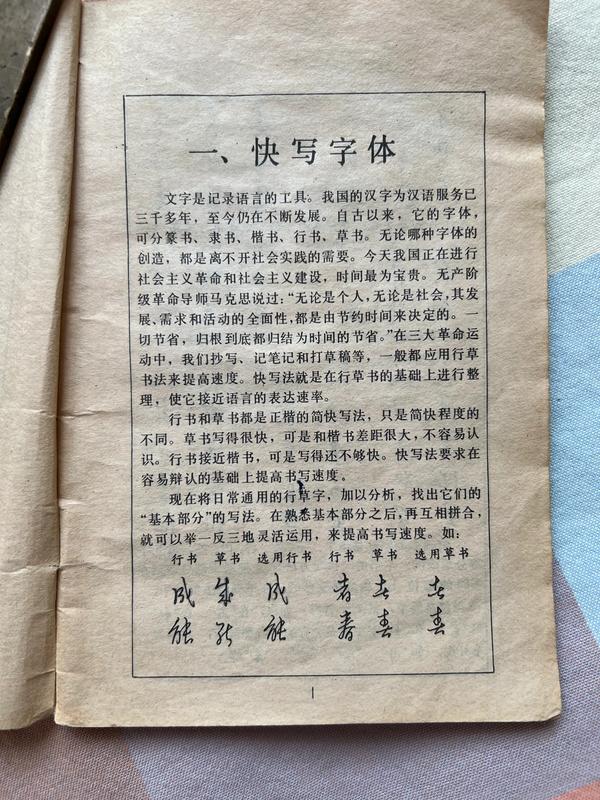 一、快写字体
文字是记录语言的工具。我国的汉字为汉语服务已
三千多年，至今仍在不断发展。自古以来，它的字体，
可分篆书、隶书、楷书、行书、草书。无论哪种字体的
创造，都是离不开社会实践的需要。今天我国正在进行
社会主义革命和社会主义建设，时间最为宝贵。无产阶
级革命导师马克思说过：“无论是个人，无论是社会，其发
展、需求和活动的全面性，都是由节约时间来决定的。一
切节省，归根到底都归结为时间的节省。”在三大革命运
动中，我们抄写、记笔记和打草稿等，一般都应用行草
书法来提高速度。快写法就是在行草书的基础上进行整
理，使它接近语言的表达速率。
行书和草书都是正楷的简快写法，只是简快程度的
不同。草书写得很快，可是和楷书差距很大，不容易认
识。行书接近楷书，可是写得还不够快。快写法要求在
容易辩认的基础上提高书写速度。
现在将日常通用的行草字，加以分析，找出它们的
“基本部分”的写法。在熟悉基本部分之后，再互相拼合，
就可以举一反三地灵活运用，来提高书写速度。如：
行书 草书 选用行书 行书 草书 选用草书
成 成 成 者 去 去
能 能 能 春 春 春
1